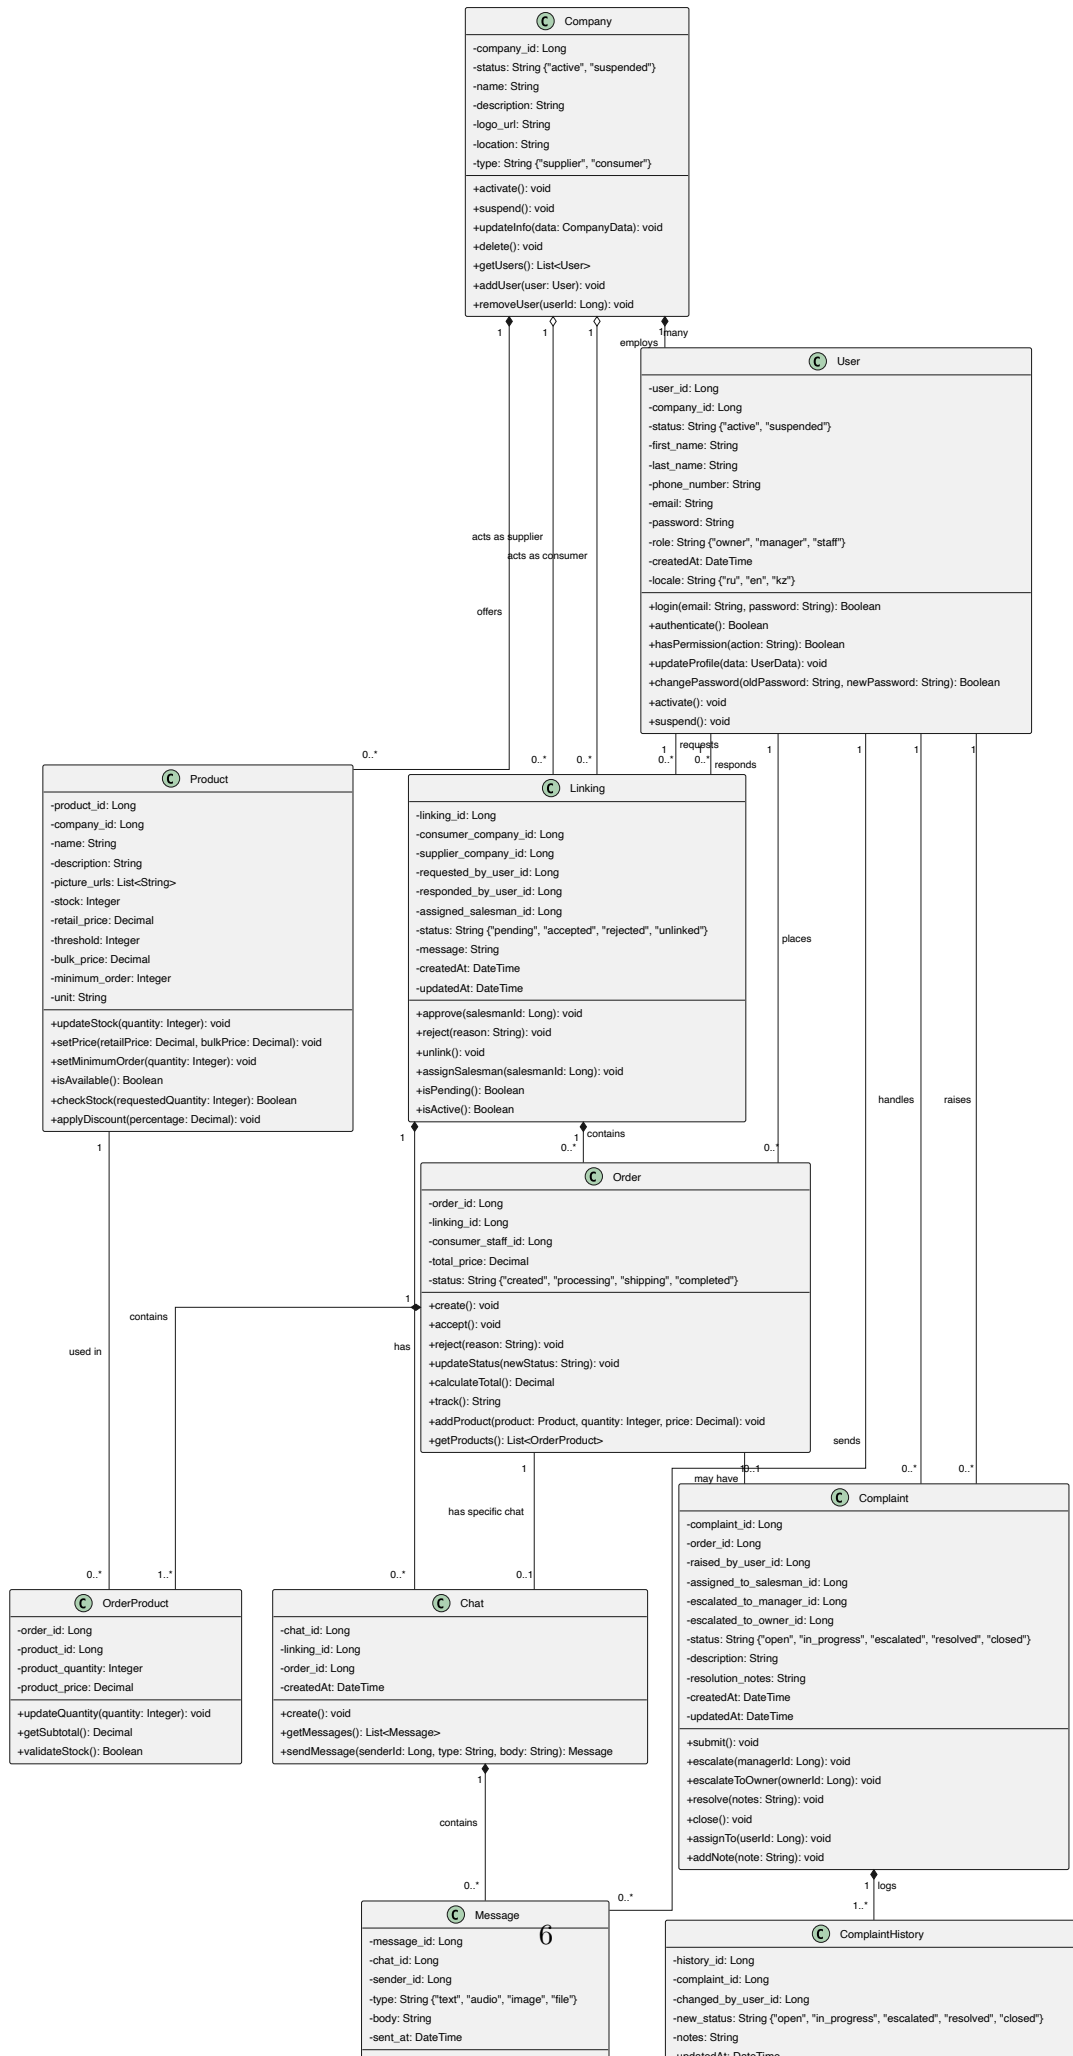 C Company
-company_id: Long
-status: String {"active", "suspended"}
-name: String
-description: String
-logo_url: String
-location: String
-type: String {"supplier", "consumer"}
+activate(): void
+suspend(): void
+updateInfo(data: CompanyData): void
+delete(): void
+getUsers(): List<User>
+addUser(user: User): void
+removeUser(userId: Long): void
1
1
1
1
many
employs
C User
-user_id: Long
-company_id: Long
-status: String {"active", "suspended"}
-first_name: String
-last_name: String
-phone_number: String
-email: String
-password: String
-role: String {"owner", "manager", "staff"}
-createdAt: DateTime
-locale: String {"ru", "en", "kz"}
+login(email: String, password: String): Boolean
+authenticate(): Boolean
+hasPermission(action: String): Boolean
+updateProfile(data: UserData): void
+changePassword(oldPassword: String, newPassword: String): Boolean
+activate(): void
+suspend(): void
acts as supplier
acts as consumer
offers
0..*
0..*
0..*
1
requests
0..*
1
0..*
responds
1
1
1
1
C Product
-product_id: Long
-company_id: Long
-name: String
-description: String
-picture_urls: List<String>
-stock: Integer
-retail_price: Decimal
-threshold: Integer
-bulk_price: Decimal
-minimum_order: Integer
-unit: String
+updateStock(quantity: Integer): void
+setPrice(retailPrice: Decimal, bulkPrice: Decimal): void
+setMinimumOrder(quantity: Integer): void
+isAvailable(): Boolean
+checkStock(requestedQuantity: Integer): Boolean
+applyDiscount(percentage: Decimal): void
C Linking
-linking_id: Long
-consumer_company_id: Long
-supplier_company_id: Long
-requested_by_user_id: Long
-responded_by_user_id: Long
-assigned_salesman_id: Long
-status: String {"pending", "accepted", "rejected", "unlinked"}
-message: String
-createdAt: DateTime
-updatedAt: DateTime
+approve(salesmanId: Long): void
+reject(reason: String): void
+unlink(): void
+assignSalesman(salesmanId: Long): void
+isPending(): Boolean
+isActive(): Boolean
places
handles
raises
1
1
1
contains
0..*
0..*
C Order
-order_id: Long
-linking_id: Long
-consumer_staff_id: Long
-total_price: Decimal
-status: String {"created", "processing", "shipping", "completed"}
+create(): void
+accept(): void
+reject(reason: String): void
+updateStatus(newStatus: String): void
+calculateTotal(): Decimal
+track(): String
+addProduct(product: Product, quantity: Integer, price: Decimal): void
+getProducts(): List<OrderProduct>
1
contains
used in
has
sends
1
1
0..1
may have
0..*
0..*
has specific chat
0..*
1..*
0..*
0..1
C Complaint
-complaint_id: Long
-order_id: Long
-raised_by_user_id: Long
-assigned_to_salesman_id: Long
-escalated_to_manager_id: Long
-escalated_to_owner_id: Long
-status: String {"open", "in_progress", "escalated", "resolved", "closed"}
-description: String
-resolution_notes: String
-createdAt: DateTime
-updatedAt: DateTime
+submit(): void
+escalate(managerId: Long): void
+escalateToOwner(ownerId: Long): void
+resolve(notes: String): void
+close(): void
+assignTo(userId: Long): void
+addNote(note: String): void
C OrderProduct
-order_id: Long
-product_id: Long
-product_quantity: Integer
-product_price: Decimal
+updateQuantity(quantity: Integer): void
+getSubtotal(): Decimal
+validateStock(): Boolean
C Chat
-chat_id: Long
-linking_id: Long
-order_id: Long
-createdAt: DateTime
+create(): void
+getMessages(): List<Message>
+sendMessage(senderId: Long, type: String, body: String): Message
1
contains
0..*
0..*
1
logs
1..*
C Message
-message_id: Long
-chat_id: Long
-sender_id: Long
-type: String {"text", "audio", "image", "file"}
-body: String
-sent_at: DateTime
6
C ComplaintHistory
-history_id: Long
-complaint_id: Long
-changed_by_user_id: Long
-new_status: String {"open", "in_progress", "escalated", "resolved", "closed"}
-notes: String
-updatedAt: DateTime